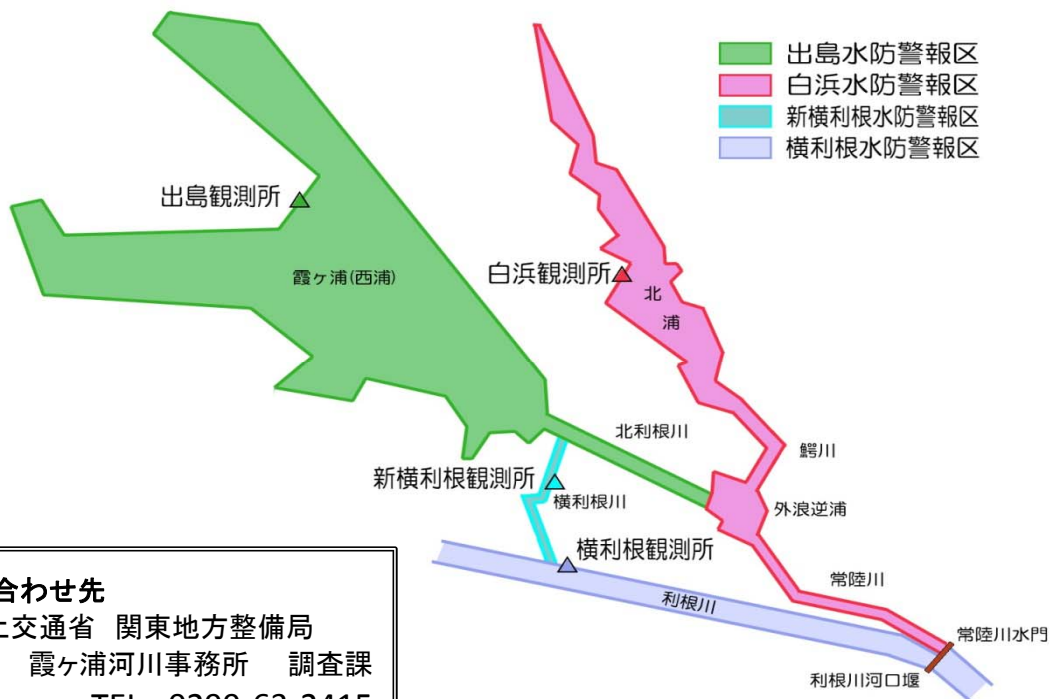 出島水防警報区
白浜水防警報区
新横利根水防警報区
横利根水防警報区
出島観測所
霞ヶ浦(西浦)
白浜観測所
北
浦
北利根川
鰐川
新横利根観測所
横利根川
外浪逆浦
横利根観測所
利根川
常陸川
常陸川水門
利根川河口堰
合わせ先
交通省 関東地方整備局
霞ヶ浦河川事務所 調査課